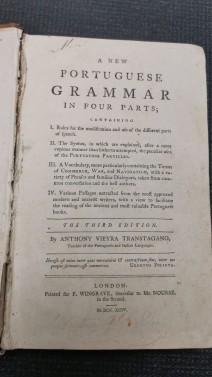 A NEW
PORTUGUESE
GRAMMAR
IN FOUR PARTS;
CONTAINING
I. Rules for the modification and use of the different parts
of speech.
II. The Syntax, in which are explained, after a more
copious manner than hitherto attempted, the peculiar uses
of the PORTUGUESE PARTICLES.
III. A Vocabulary, more particularly containing the Terms
of COMMERCE, WAR, and NAVIGATION, with a va-
riety of Phrases and familiar Dialogues, taken from com-
mon conversation and the best authors.
IV. Various Passages extracted from the most approved
modern and ancient writers, with a view to facilitate
the reading of the ancient and most valuable Portuguese
books.
THE THIRD EDITION.
BY ANTHONY VIEYRA TRANSTAGANO,
Teacher of the Portuguese and Italian Languages.
LONDON:
Printed for F. WINGRAVE, Successor to Mr. NOURSE,
in the Strand.